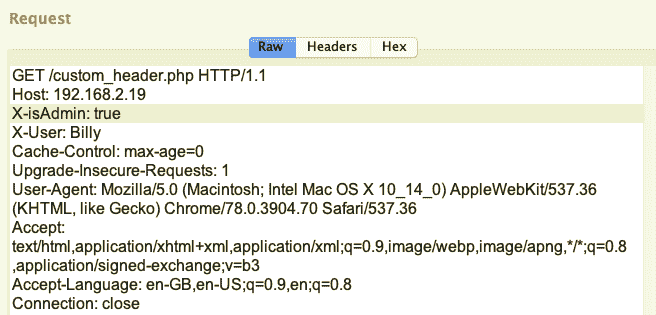 Request
Raw Headers Hex
GET /custom_header.php HTTP/1.1
Host: 192.168.2.19
X-isAdmin: true
X-User: Billy
Cache-Control: max-age=0
Upgrade-Insecure-Requests: 1
User-Agent: Mozilla/5.0 (Macintosh; Intel Mac OS X 10_14_0) AppleWebKit/537.36
(KHTML, like Gecko) Chrome/78.0.3904.70 Safari/537.36
Accept:
text/html,application/xhtml+xml,application/xml;q=0.9,image/webp,image/apng,*/*;q=0.8
,application/signed-exchange;v=b3
Accept-Language: en-GB,en-US;q=0.9,en;q=0.8
Connection: close